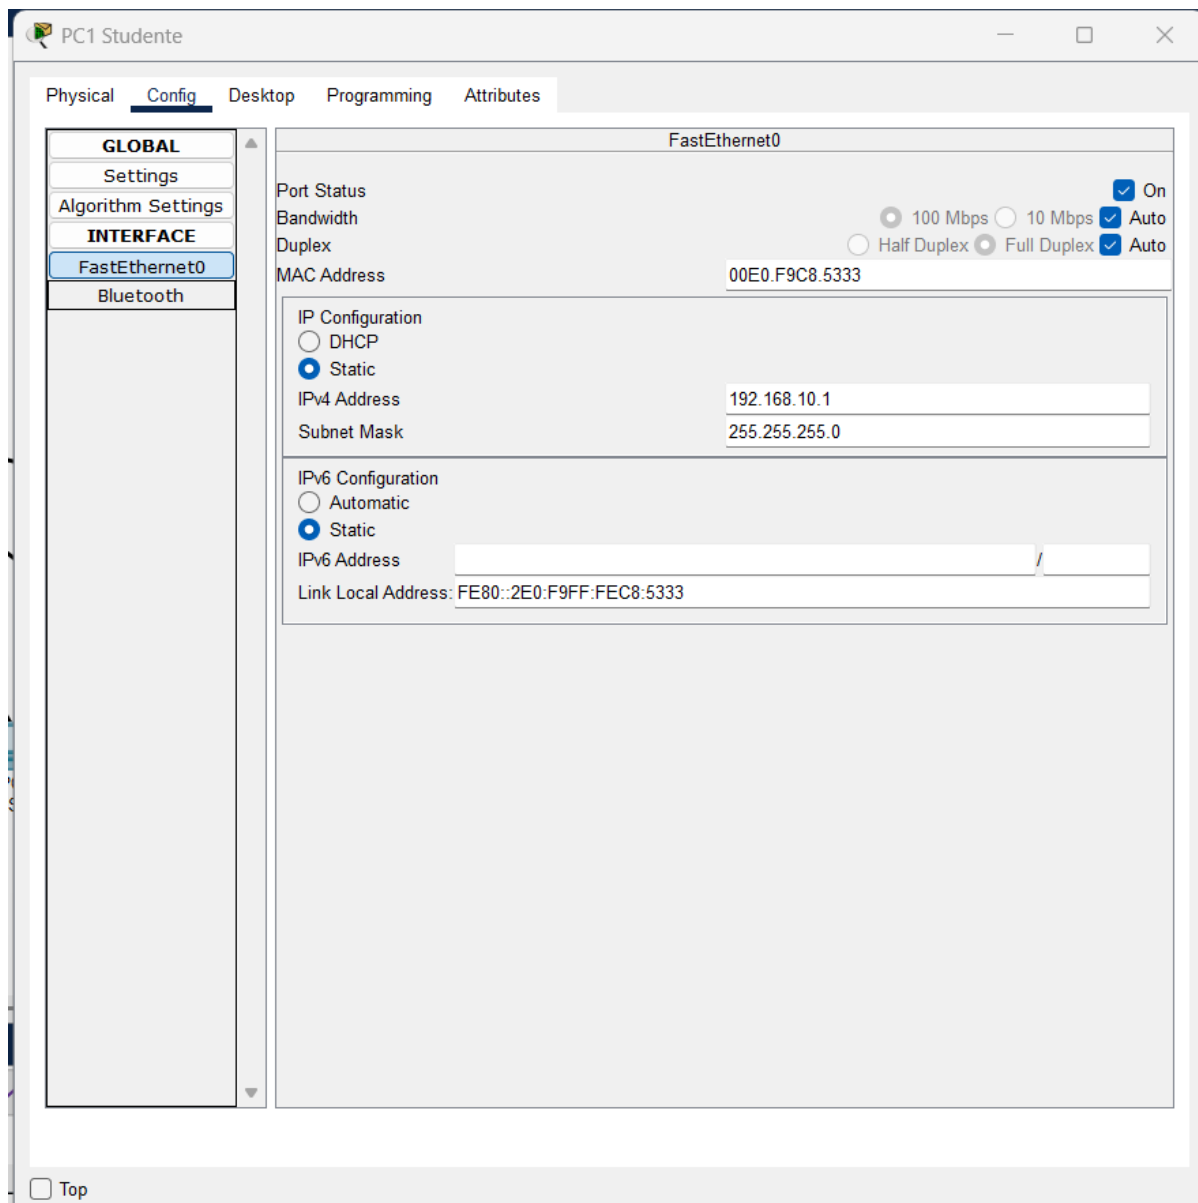 PC1 Studente
Physical Config Desktop Programming Attributes
GLOBAL
Settings
Algorithm Settings
INTERFACE
FastEthernet0
Bluetooth
FastEthernet0
Port Status On
Bandwidth 100 Mbps 10 Mbps Auto
Duplex Half Duplex Full Duplex Auto
MAC Address 00E0.F9C8.5333
IP Configuration
DHCP
Static
IPv4 Address 192.168.10.1
Subnet Mask 255.255.255.0
IPv6 Configuration
Automatic
Static
IPv6 Address /
Link Local Address: FE80::2E0:F9FF:FEC8:5333
Top